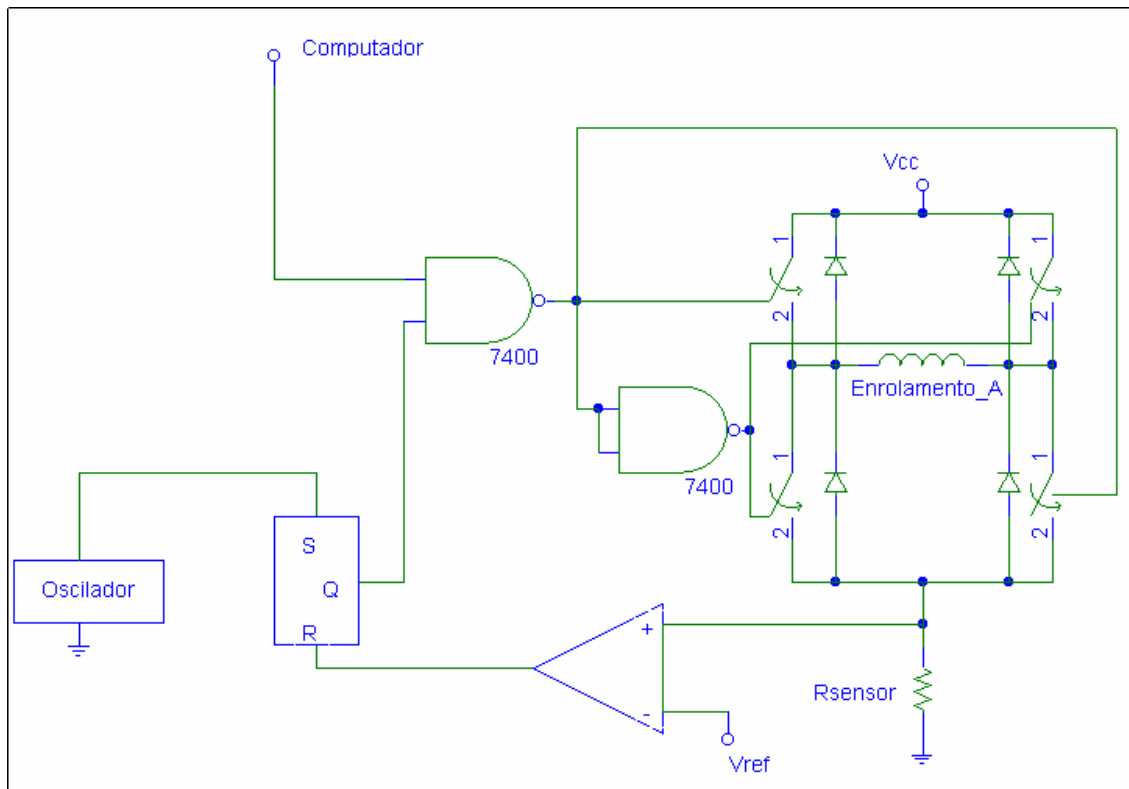 Computador
Vcc
1
1
2
2
7400
Enrolamento_A
7400
1
1
2
2
S
Q
R
Oscilador
+
-
Rsensor
Vref